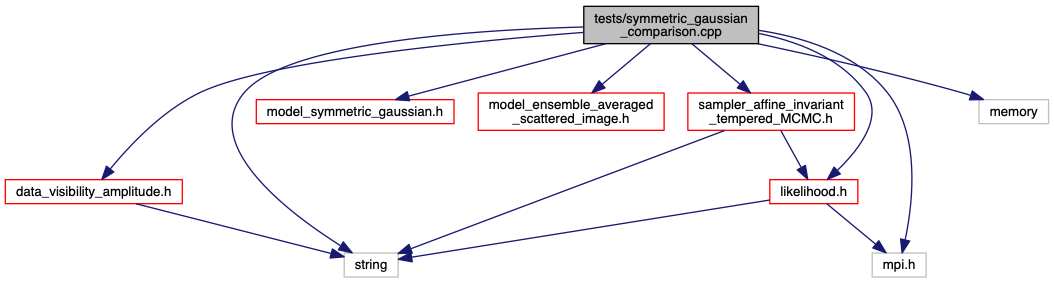 tests/symmetric_gaussian
_comparison.cpp
model_symmetric_gaussian.h
model_ensemble_averaged
_scattered_image.h
sampler_affine_invariant
_tempered_MCMC.h
memory
data_visibility_amplitude.h
likelihood.h
string
mpi.h